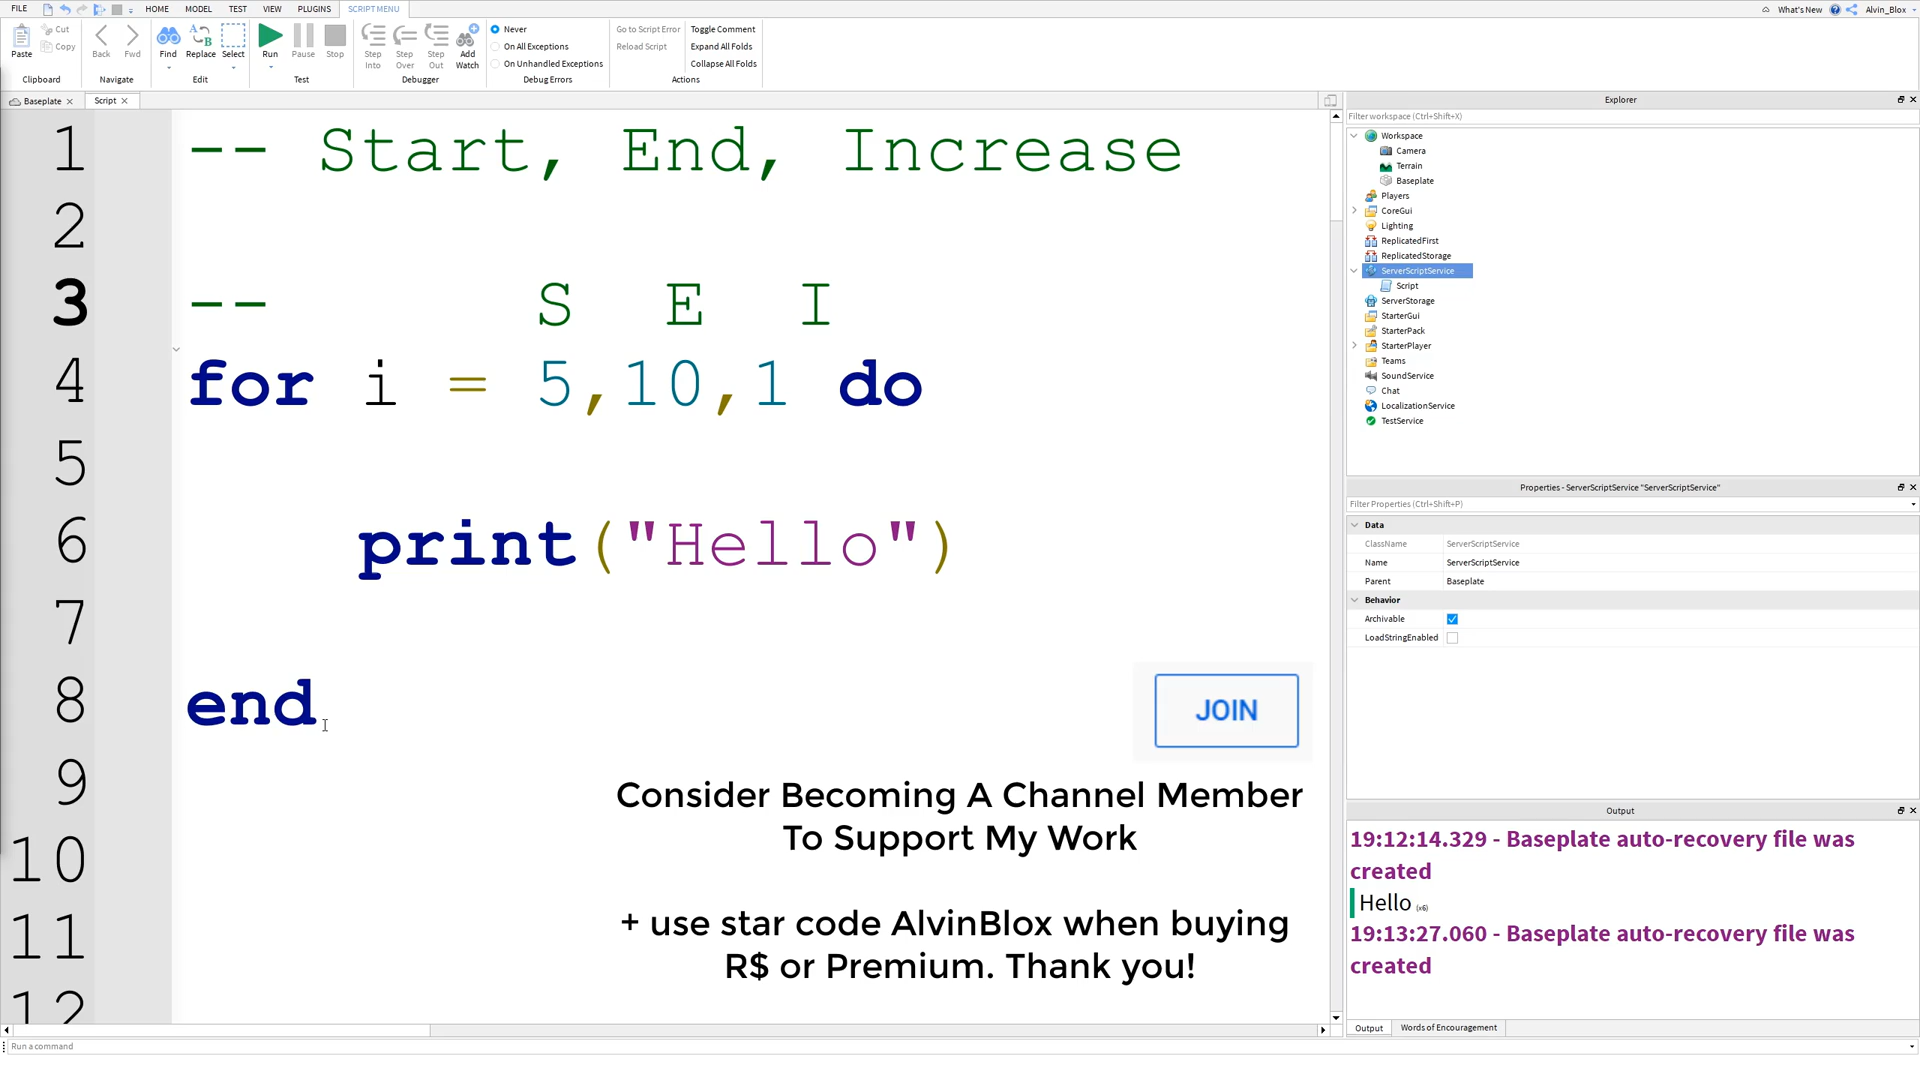 FILE HOME MODEL TEST VIEW PLUGINS SCRIPT MENU What's New Alvin_Blox
Paste Cut Copy Clipboard
Back Fwd Navigate
Find Replace Select Edit
Run Pause Stop Test
Step Into Step Over Step Out Add Watch Debugger
Never
On All Exceptions
On Unhandled Exceptions
Debug Errors
Go to Script Error Toggle Comment
Reload Script Expand All Folds
Collapse All Folds
Actions
Baseplate Script
1 -- Start, End, Increase
2
3 -- S E I
4 for i = 5,10,1 do
5
6 print("Hello")
7
8 end
9
10
11
12
JOIN
Consider Becoming A Channel Member
To Support My Work
+ use star code AlvinBlox when buying
R$ or Premium. Thank you!
Explorer
Filter workspace (Ctrl+Shift+X)
Workspace
Camera
Terrain
Baseplate
Players
CoreGui
Lighting
ReplicatedFirst
ReplicatedStorage
ServerScriptService
Script
ServerStorage
StarterGui
StarterPack
StarterPlayer
Teams
SoundService
Chat
LocalizationService
TestService
Properties - ServerScriptService "ServerScriptService"
Filter Properties (Ctrl+Shift+P)
Data
ClassName ServerScriptService
Name ServerScriptService
Parent Baseplate
Behavior
Archivable
LoadStringEnabled
Output
19:12:14.329 - Baseplate auto-recovery file was
created
Hello (x6)
19:13:27.060 - Baseplate auto-recovery file was
created
Output Words of Encouragement
Run a command